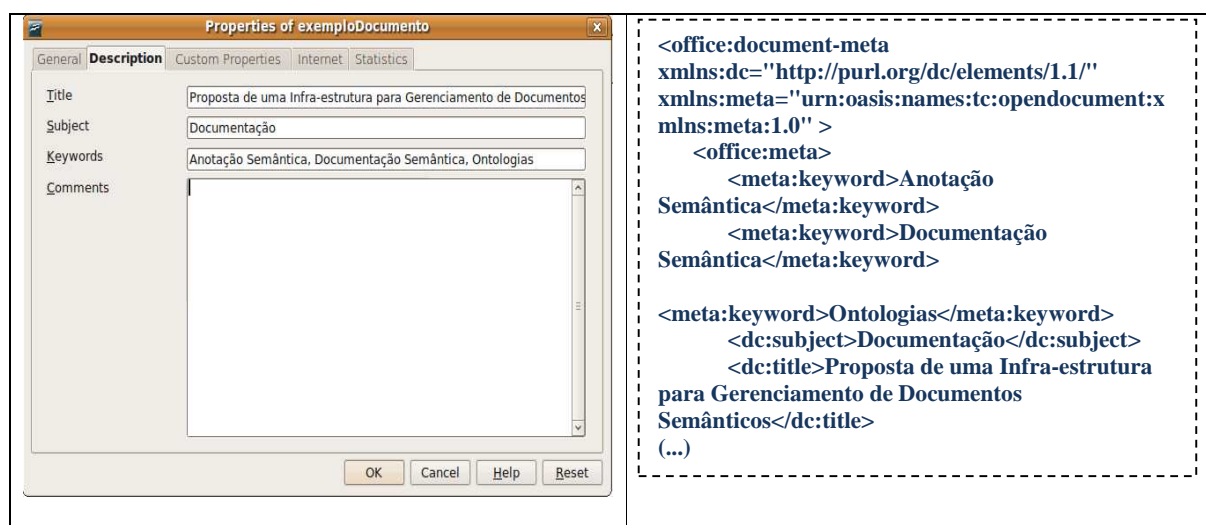 Properties of exemploDocumento
General Description Custom Properties Internet Statistics
Title Proposta de uma Infra-estrutura para Gerenciamento de Documentos
Subject Documentação
Keywords Anotação Semântica, Documentação Semântica, Ontologias
Comments
OK Cancel Help Reset
<office:document-meta
xmlns:dc="http://purl.org/dc/elements/1.1/"
xmlns:meta="urn:oasis:names:tc:opendocument:x
mlns:meta:1.0" >
<office:meta>
<meta:keyword>Anotação
Semântica</meta:keyword>
<meta:keyword>Documentação
Semântica</meta:keyword>
<meta:keyword>Ontologias</meta:keyword>
<dc:subject>Documentação</dc:subject>
<dc:title>Proposta de uma Infra-estrutura
para Gerenciamento de Documentos
Semânticos</dc:title>
(...)